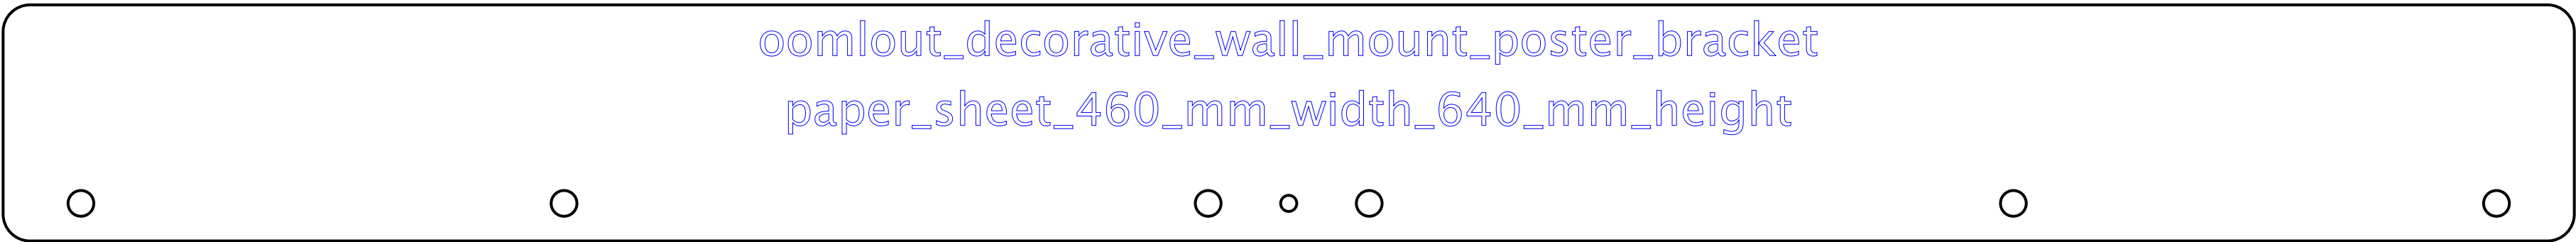 oomlout_decorative_wall_mount_poster_bracket
paper_sheet_460_mm_width_640_mm_height